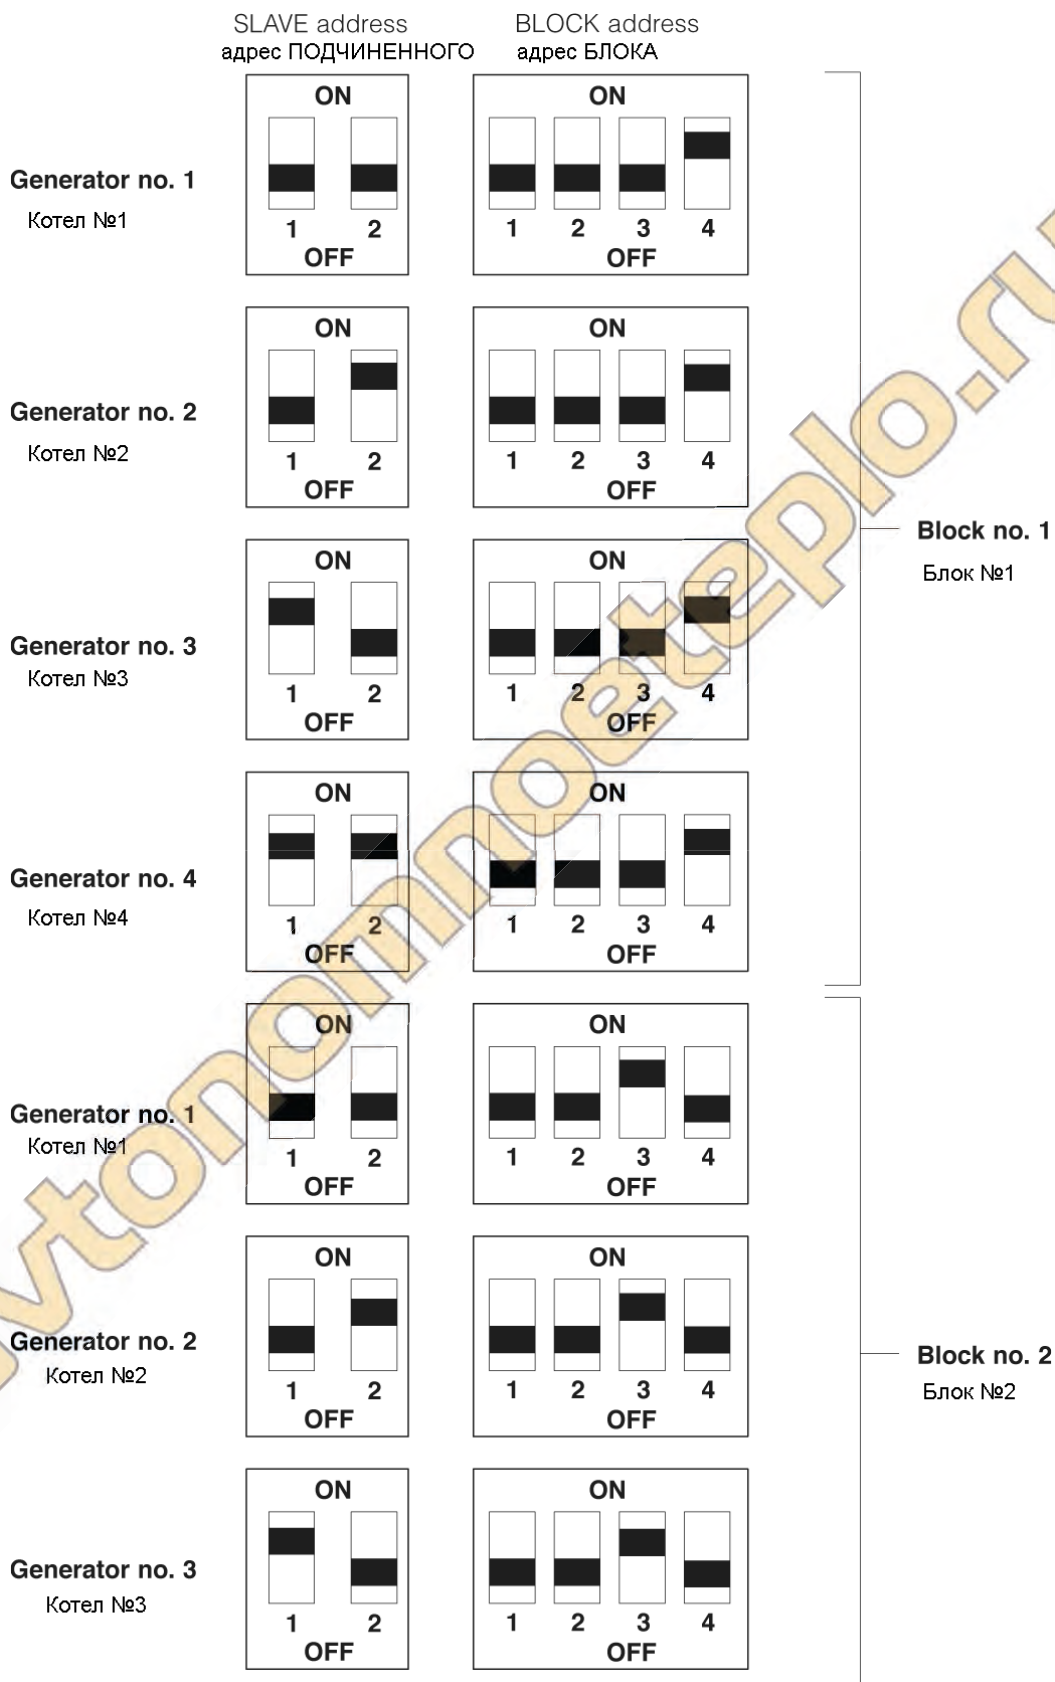 SLAVE address BLOCK address
адрес ПОДЧИНЕННОГО адрес БЛОКА
ON ON
Generator no. 1
Котел №1
1 2 1 2 3 4
OFF OFF
ON ON
Generator no. 2
Котел №2
1 2 1 2 3 4
OFF OFF
Block no. 1
Блок №1
ON ON
Generator no. 3
Котел №3
1 2 1 2 3 4
OFF OFF
ON ON
Generator no. 4
Котел №4
1 2 1 2 3 4
OFF OFF
ON ON
Generator no. 1
Котел №1
1 2 1 2 3 4
OFF OFF
ON ON
Generator no. 2
Котел №2
1 2 1 2 3 4
OFF OFF
Block no. 2
Блок №2
ON ON
Generator no. 3
Котел №3
1 2 1 2 3 4
OFF OFF
vtonomnoeteplo.ru